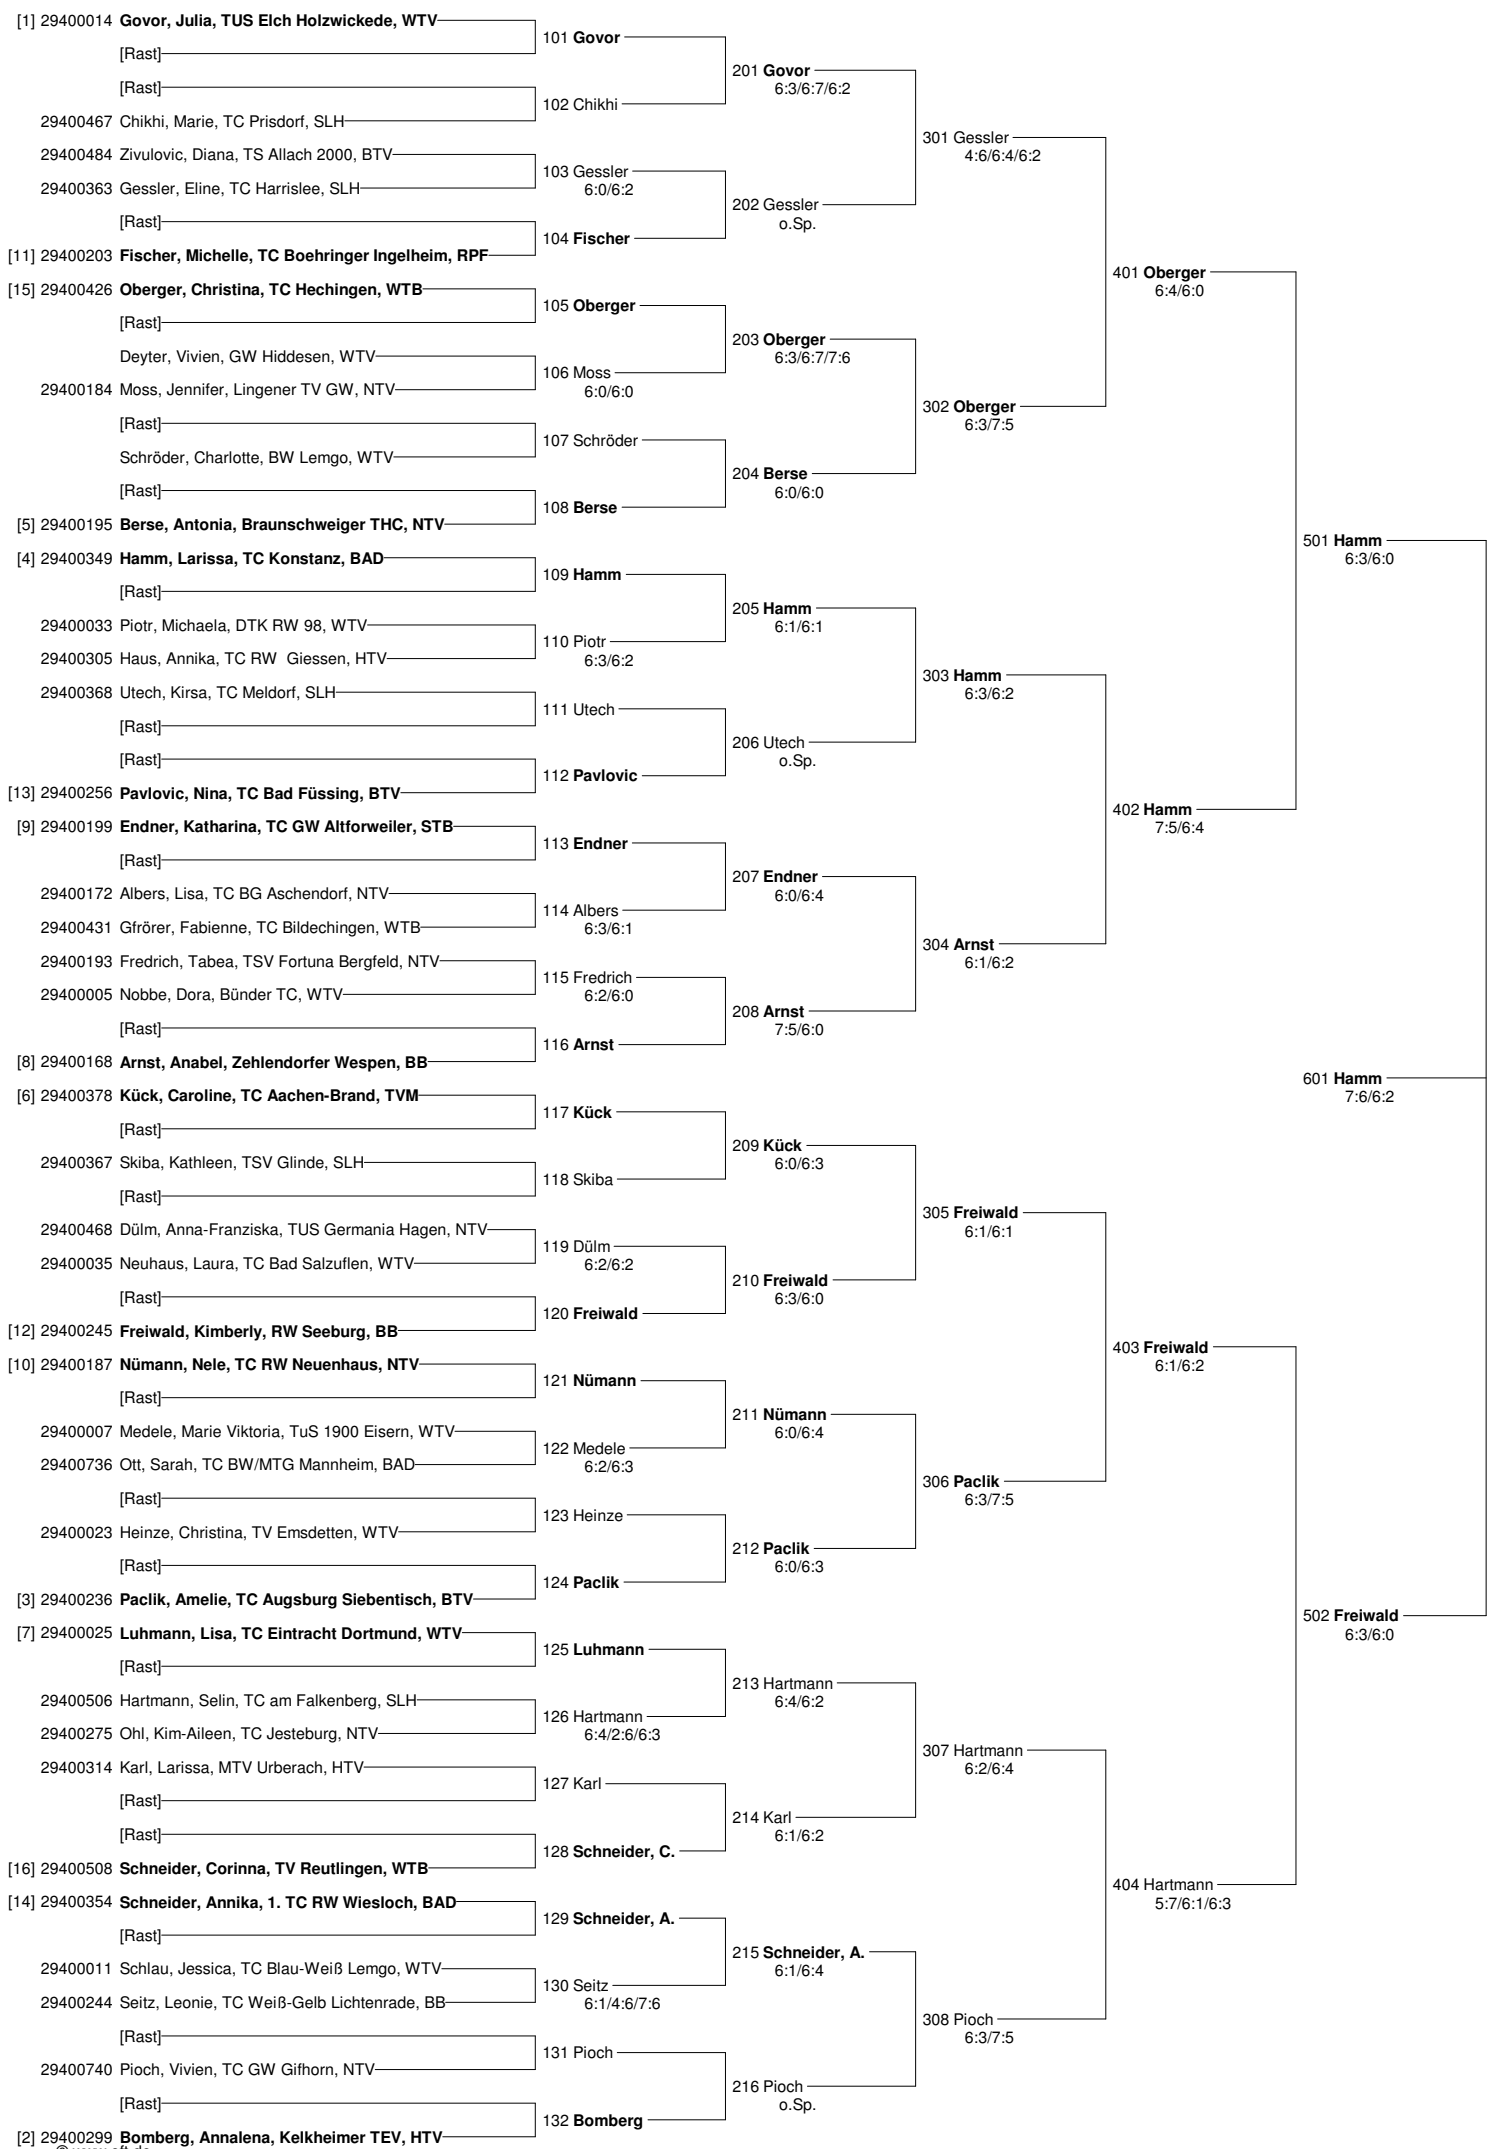 [1] 29400014 Govor, Julia, TUS Elch Holzwickede, WTV
[Rast]
[Rast]
29400467 Chikhi, Marie, TC Prisdorf, SLH
29400484 Zivulovic, Diana, TS Allach 2000, BTV
29400363 Gessler, Eline, TC Harrislee, SLH
[Rast]
[11] 29400203 Fischer, Michelle, TC Boehringer Ingelheim, RPF
[15] 29400426 Oberger, Christina, TC Hechingen, WTB
[Rast]
Deyter, Vivien, GW Hiddesen, WTV
29400184 Moss, Jennifer, Lingener TV GW, NTV
[Rast]
Schröder, Charlotte, BW Lemgo, WTV
[Rast]
[5] 29400195 Berse, Antonia, Braunschweiger THC, NTV
[4] 29400349 Hamm, Larissa, TC Konstanz, BAD
[Rast]
29400033 Piotr, Michaela, DTK RW 98, WTV
29400305 Haus, Annika, TC RW  Giessen, HTV
29400368 Utech, Kirsa, TC Meldorf, SLH
[Rast]
[Rast]
[13] 29400256 Pavlovic, Nina, TC Bad Füssing, BTV
[9] 29400199 Endner, Katharina, TC GW Altforweiler, STB
[Rast]
29400172 Albers, Lisa, TC BG Aschendorf, NTV
29400431 Gfrörer, Fabienne, TC Bildechingen, WTB
29400193 Fredrich, Tabea, TSV Fortuna Bergfeld, NTV
29400005 Nobbe, Dora, Bünder TC, WTV
[Rast]
[8] 29400168 Arnst, Anabel, Zehlendorfer Wespen, BB
[6] 29400378 Kück, Caroline, TC Aachen-Brand, TVM
[Rast]
29400367 Skiba, Kathleen, TSV Glinde, SLH
[Rast]
29400468 Dülm, Anna-Franziska, TUS Germania Hagen, NTV
29400035 Neuhaus, Laura, TC Bad Salzuflen, WTV
[Rast]
[12] 29400245 Freiwald, Kimberly, RW Seeburg, BB
[10] 29400187 Nümann, Nele, TC RW Neuenhaus, NTV
[Rast]
29400007 Medele, Marie Viktoria, TuS 1900 Eisern, WTV
29400736 Ott, Sarah, TC BW/MTG Mannheim, BAD
[Rast]
29400023 Heinze, Christina, TV Emsdetten, WTV
[Rast]
[3] 29400236 Paclik, Amelie, TC Augsburg Siebentisch, BTV
[7] 29400025 Luhmann, Lisa, TC Eintracht Dortmund, WTV
[Rast]
29400506 Hartmann, Selin, TC am Falkenberg, SLH
29400275 Ohl, Kim-Aileen, TC Jesteburg, NTV
29400314 Karl, Larissa, MTV Urberach, HTV
[Rast]
[Rast]
[16] 29400508 Schneider, Corinna, TV Reutlingen, WTB
[14] 29400354 Schneider, Annika, 1. TC RW Wiesloch, BAD
[Rast]
29400011 Schlau, Jessica, TC Blau-Weiß Lemgo, WTV
29400244 Seitz, Leonie, TC Weiß-Gelb Lichtenrade, BB
[Rast]
29400740 Pioch, Vivien, TC GW Gifhorn, NTV
[Rast]
[2] 29400299 Bomberg, Annalena, Kelkheimer TEV, HTV
101 Govor
102 Chikhi
103 Gessler
6:0/6:2
104 Fischer
105 Oberger
106 Moss
6:0/6:0
107 Schröder
108 Berse
109 Hamm
110 Piotr
6:3/6:2
111 Utech
112 Pavlovic
113 Endner
114 Albers
6:3/6:1
115 Fredrich
6:2/6:0
116 Arnst
117 Kück
118 Skiba
119 Dülm
6:2/6:2
120 Freiwald
121 Nümann
122 Medele
6:2/6:3
123 Heinze
124 Paclik
125 Luhmann
126 Hartmann
6:4/2:6/6:3
127 Karl
128 Schneider, C.
129 Schneider, A.
130 Seitz
6:1/4:6/7:6
131 Pioch
132 Bomberg
201 Govor
6:3/6:7/6:2
202 Gessler
o.Sp.
203 Oberger
6:3/6:7/7:6
204 Berse
6:0/6:0
205 Hamm
6:1/6:1
206 Utech
o.Sp.
207 Endner
6:0/6:4
208 Arnst
7:5/6:0
209 Kück
6:0/6:3
210 Freiwald
6:3/6:0
211 Nümann
6:0/6:4
212 Paclik
6:0/6:3
213 Hartmann
6:4/6:2
214 Karl
6:1/6:2
215 Schneider, A.
6:1/6:4
216 Pioch
o.Sp.
301 Gessler
4:6/6:4/6:2
302 Oberger
6:3/7:5
303 Hamm
6:3/6:2
304 Arnst
6:1/6:2
305 Freiwald
6:1/6:1
306 Paclik
6:3/7:5
307 Hartmann
6:2/6:4
308 Pioch
6:3/7:5
401 Oberger
6:4/6:0
402 Hamm
7:5/6:4
403 Freiwald
6:1/6:2
404 Hartmann
5:7/6:1/6:3
501 Hamm
6:3/6:0
502 Freiwald
6:3/6:0
601 Hamm
7:6/6:2